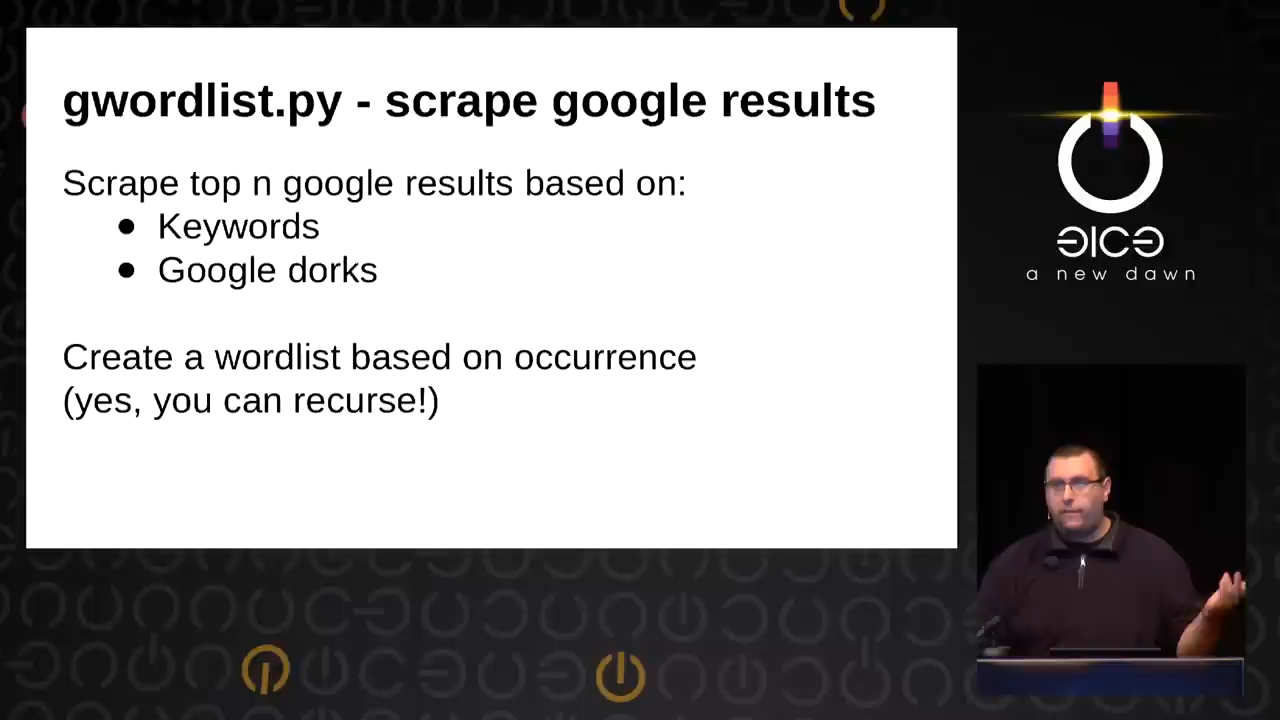 gwordlist.py - scrape google results
Scrape top n google results based on:
● Keywords
● Google dorks
Create a wordlist based on occurrence
(yes, you can recurse!)
ƎICƎ
a new dawn